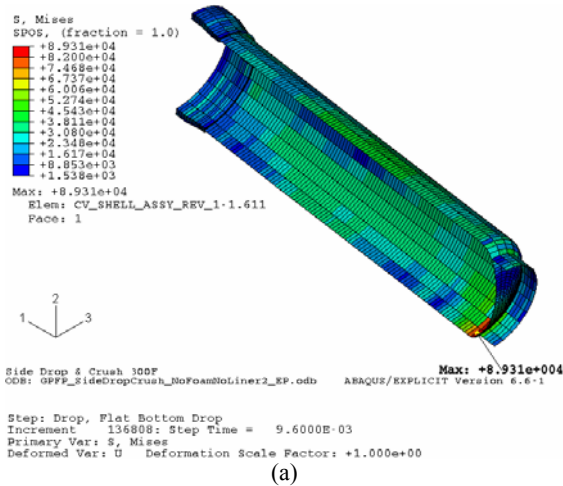 S, Mises
SPOS, (fraction = 1.0)
+8.931e+04
+8.200e+04
+7.468e+04
+6.737e+04
+6.006e+04
+5.274e+04
+4.543e+04
+3.811e+04
+3.080e+04
+2.348e+04
+1.617e+04
+8.853e+03
+1.538e+03
Max: +8.931e+04
Elem: CV_SHELL_ASSY_REV_1-1.611
Face: 1
2
1 3
Max: +8.931e+004
Side Drop & Crush 300F
ODB: GPFP_SideDropCrush_NoFoamNoLiner2_EP.odb ABAQUS/EXPLICIT Version 6.6-1
Step: Drop, Flat Bottom Drop
Increment 136808: Step Time = 9.6000E-03
Primary Var: S, Mises
Deformed Var: U Deformation Scale Factor: +1.000e+00
(a)